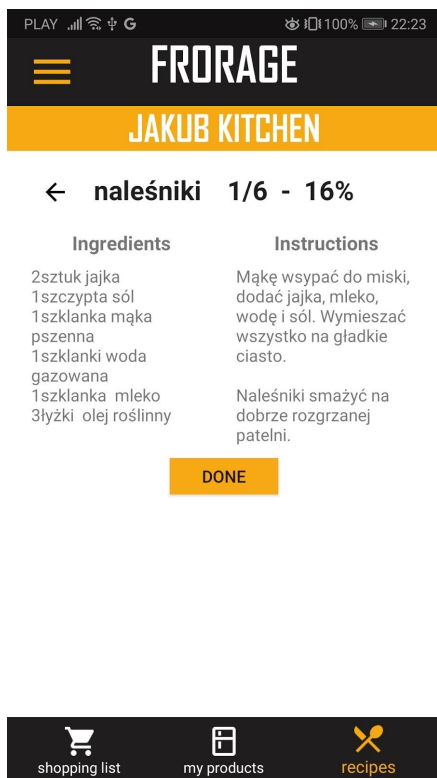 PLAY G 100% 22:23
FRORAGE
JAKUB KITCHEN
naleśniki 1/6 - 16%
Ingredients
2sztuk jajka
1szczypta sól
1szklanka mąka
pszenna
1szklanki woda
gazowana
1szklanka mleko
3łyżki olej roślinny
Instructions
Mąkę wsypać do miski,
dodać jajka, mleko,
wodę i sól. Wymieszać
wszystko na gładkie
ciasto.
Naleśniki smażyć na
dobrze rozgrzanej
patelni.
DONE
shopping list my products recipes